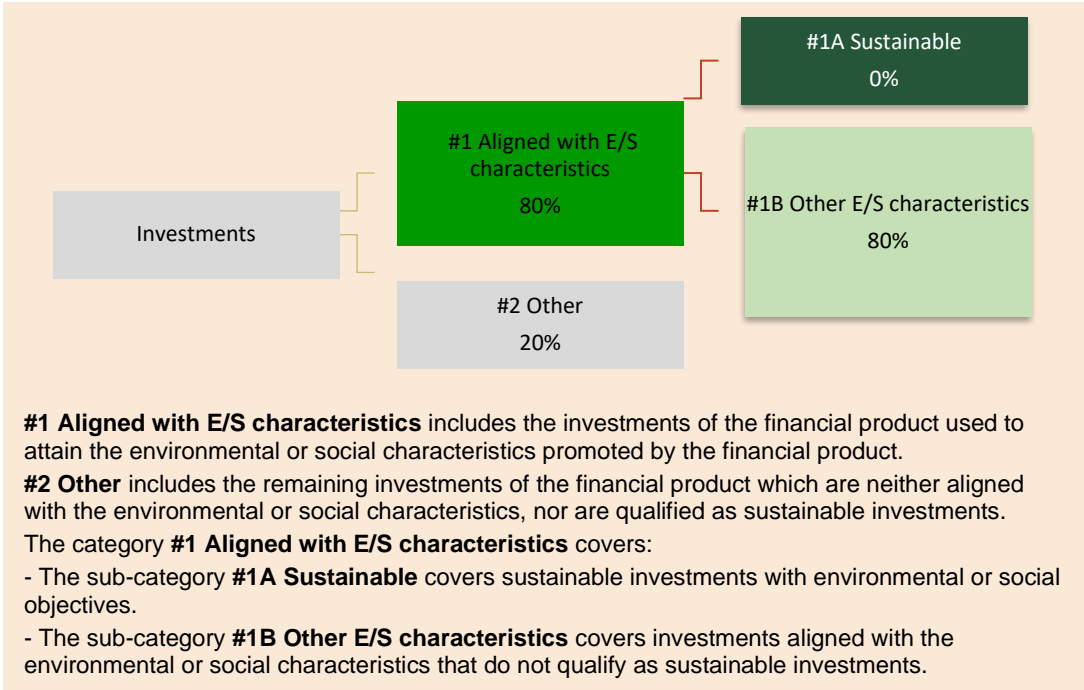 #1A Sustainable
0%
#1 Aligned with E/S
characteristics
80%
#1B Other E/S characteristics
80%
Investments
#2 Other
20%
#1 Aligned with E/S characteristics includes the investments of the financial product used to
attain the environmental or social characteristics promoted by the financial product.
#2 Other includes the remaining investments of the financial product which are neither aligned
with the environmental or social characteristics, nor are qualified as sustainable investments.
The category #1 Aligned with E/S characteristics covers:
- The sub-category #1A Sustainable covers sustainable investments with environmental or social
objectives.
- The sub-category #1B Other E/S characteristics covers investments aligned with the
environmental or social characteristics that do not qualify as sustainable investments.